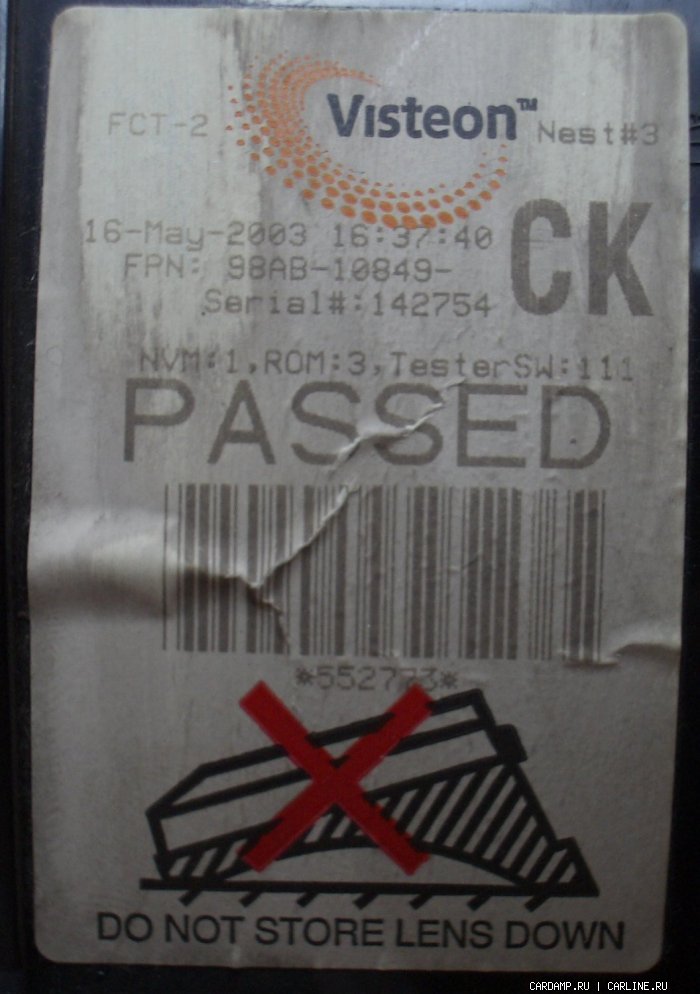 Visteon™
FCT-2
Nest#3
16-May-2003 16:37:40
CK
FPN: 98AB-10849-
Serial#:142754
NVM:1,ROM:3,TesterSW:111
PASSED
*552773*
DO NOT STORE LENS DOWN
CARDAMP.RU | CARLINE.RU